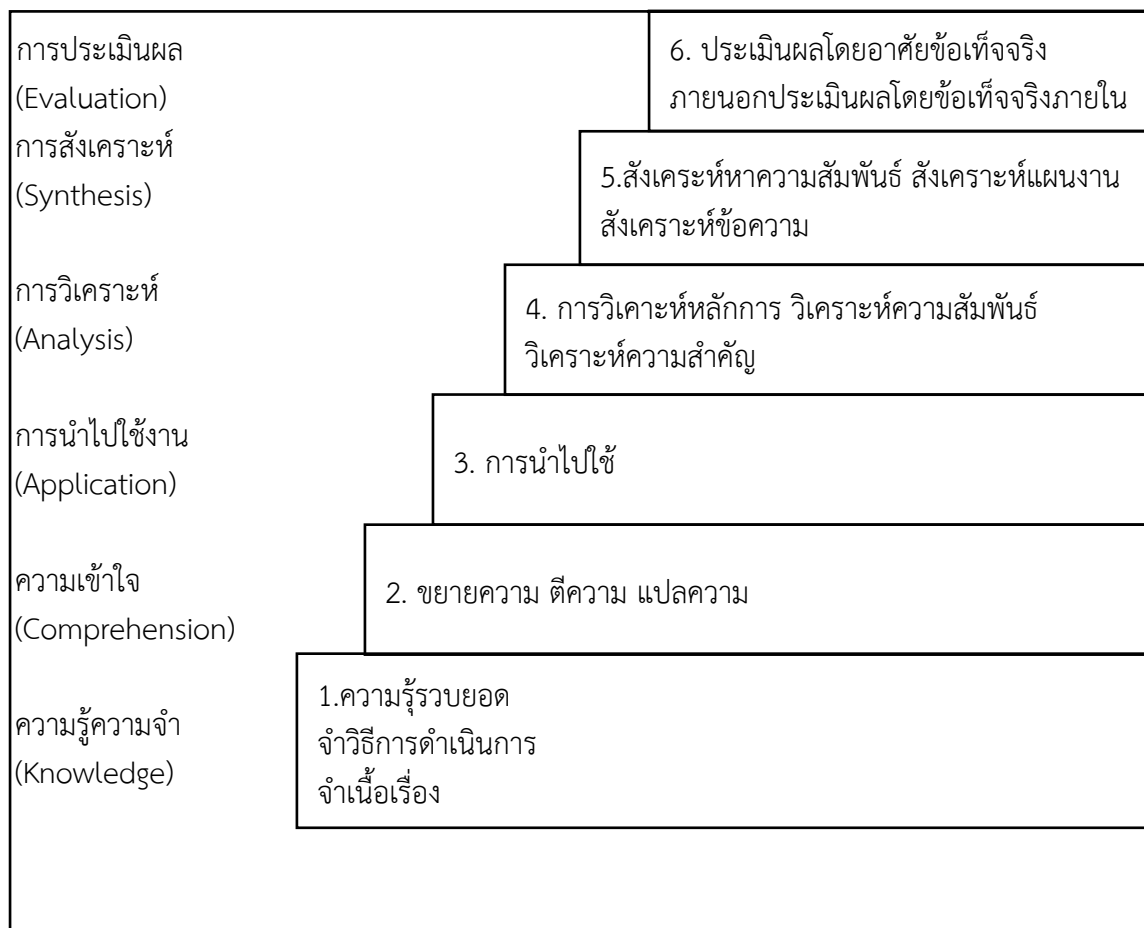 การประเมินผล
(Evaluation)
การสังเคราะห์
(Synthesis)
การวิเคราะห์
(Analysis)
การนำไปใช้งาน
(Application)
ความเข้าใจ
(Comprehension)
ความรู้ความจำ
(Knowledge)
6. ประเมินผลโดยอาศัยข้อเท็จจริง
ภายนอกประเมินผลโดยข้อเท็จจริงภายใน
5.สังเคระห์หาความสัมพันธ์ สังเคราะห์แผนงาน
สังเคราะห์ข้อความ
4. การวิเคาะห์หลักการ วิเคราะห์ความสัมพันธ์
วิเคราะห์ความสำคัญ
3. การนำไปใช้
2. ขยายความ ตีความ แปลความ
1.ความรุ้รวบยอด
จำวิธีการดำเนินการ
จำเนื้อเรื่อง